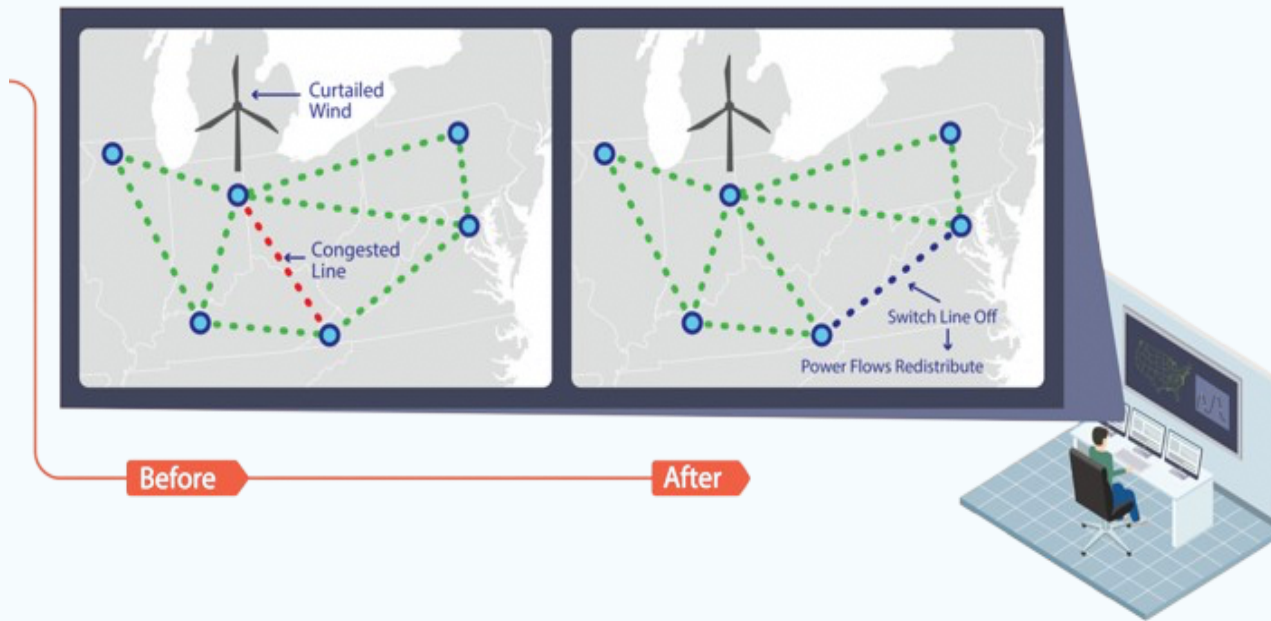 Curtailed
Wind
Congested
Line
Switch Line Off
Power Flows Redistribute
Before
After